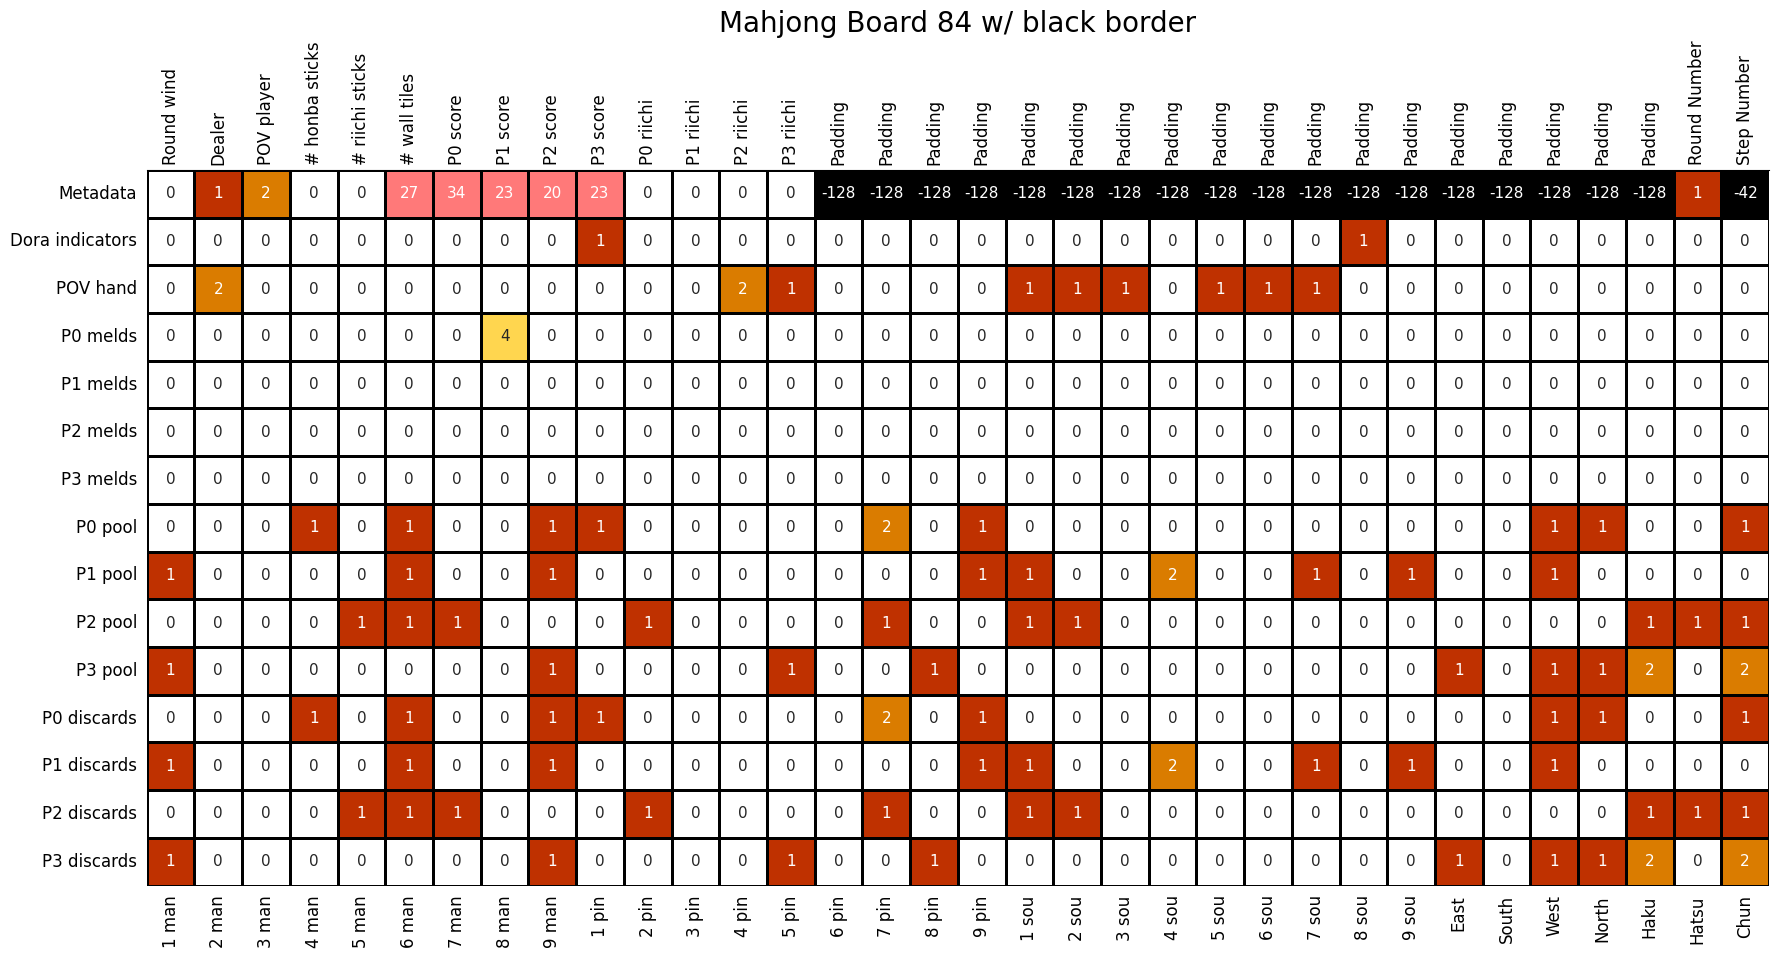 Mahjong Board 84 w/ black border
Round wind Dealer POV player # honba sticks # riichi sticks # wall tiles P0 score P1 score P2 score P3 score P0 riichi P1 riichi P2 riichi P3 riichi Padding Padding Padding Padding Padding Padding Padding Padding Padding Padding Padding Padding Padding Padding Padding Padding Padding Padding Round Number Step Number
Metadata 0 1 2 0 0 27 34 23 20 23 0 0 0 0 -128 -128 -128 -128 -128 -128 -128 -128 -128 -128 -128 -128 -128 -128 -128 -128 -128 -128 1 -42
Dora indicators 0 0 0 0 0 0 0 0 0 1 0 0 0 0 0 0 0 0 0 0 0 0 0 0 0 1 0 0 0 0 0 0 0 0
POV hand 0 2 0 0 0 0 0 0 0 0 0 0 2 1 0 0 0 0 1 1 1 0 1 1 1 0 0 0 0 0 0 0 0 0
P0 melds 0 0 0 0 0 0 0 4 0 0 0 0 0 0 0 0 0 0 0 0 0 0 0 0 0 0 0 0 0 0 0 0 0 0
P1 melds 0 0 0 0 0 0 0 0 0 0 0 0 0 0 0 0 0 0 0 0 0 0 0 0 0 0 0 0 0 0 0 0 0 0
P2 melds 0 0 0 0 0 0 0 0 0 0 0 0 0 0 0 0 0 0 0 0 0 0 0 0 0 0 0 0 0 0 0 0 0 0
P3 melds 0 0 0 0 0 0 0 0 0 0 0 0 0 0 0 0 0 0 0 0 0 0 0 0 0 0 0 0 0 0 0 0 0 0
P0 pool 0 0 0 1 0 1 0 0 1 1 0 0 0 0 0 2 0 1 0 0 0 0 0 0 0 0 0 0 0 1 1 0 0 1
P1 pool 1 0 0 0 0 1 0 0 1 0 0 0 0 0 0 0 0 1 1 0 0 2 0 0 1 0 1 0 0 1 0 0 0 0
P2 pool 0 0 0 0 1 1 1 0 0 0 1 0 0 0 0 1 0 0 1 1 0 0 0 0 0 0 0 0 0 0 0 1 1 1
P3 pool 1 0 0 0 0 0 0 0 1 0 0 0 0 1 0 0 1 0 0 0 0 0 0 0 0 0 0 1 0 1 1 2 0 2
P0 discards 0 0 0 1 0 1 0 0 1 1 0 0 0 0 0 2 0 1 0 0 0 0 0 0 0 0 0 0 0 1 1 0 0 1
P1 discards 1 0 0 0 0 1 0 0 1 0 0 0 0 0 0 0 0 1 1 0 0 2 0 0 1 0 1 0 0 1 0 0 0 0
P2 discards 0 0 0 0 1 1 1 0 0 0 1 0 0 0 0 1 0 0 1 1 0 0 0 0 0 0 0 0 0 0 0 1 1 1
P3 discards 1 0 0 0 0 0 0 0 1 0 0 0 0 1 0 0 1 0 0 0 0 0 0 0 0 0 0 1 0 1 1 2 0 2
1 man 2 man 3 man 4 man 5 man 6 man 7 man 8 man 9 man 1 pin 2 pin 3 pin 4 pin 5 pin 6 pin 7 pin 8 pin 9 pin 1 sou 2 sou 3 sou 4 sou 5 sou 6 sou 7 sou 8 sou 9 sou East South West North Haku Hatsu Chun